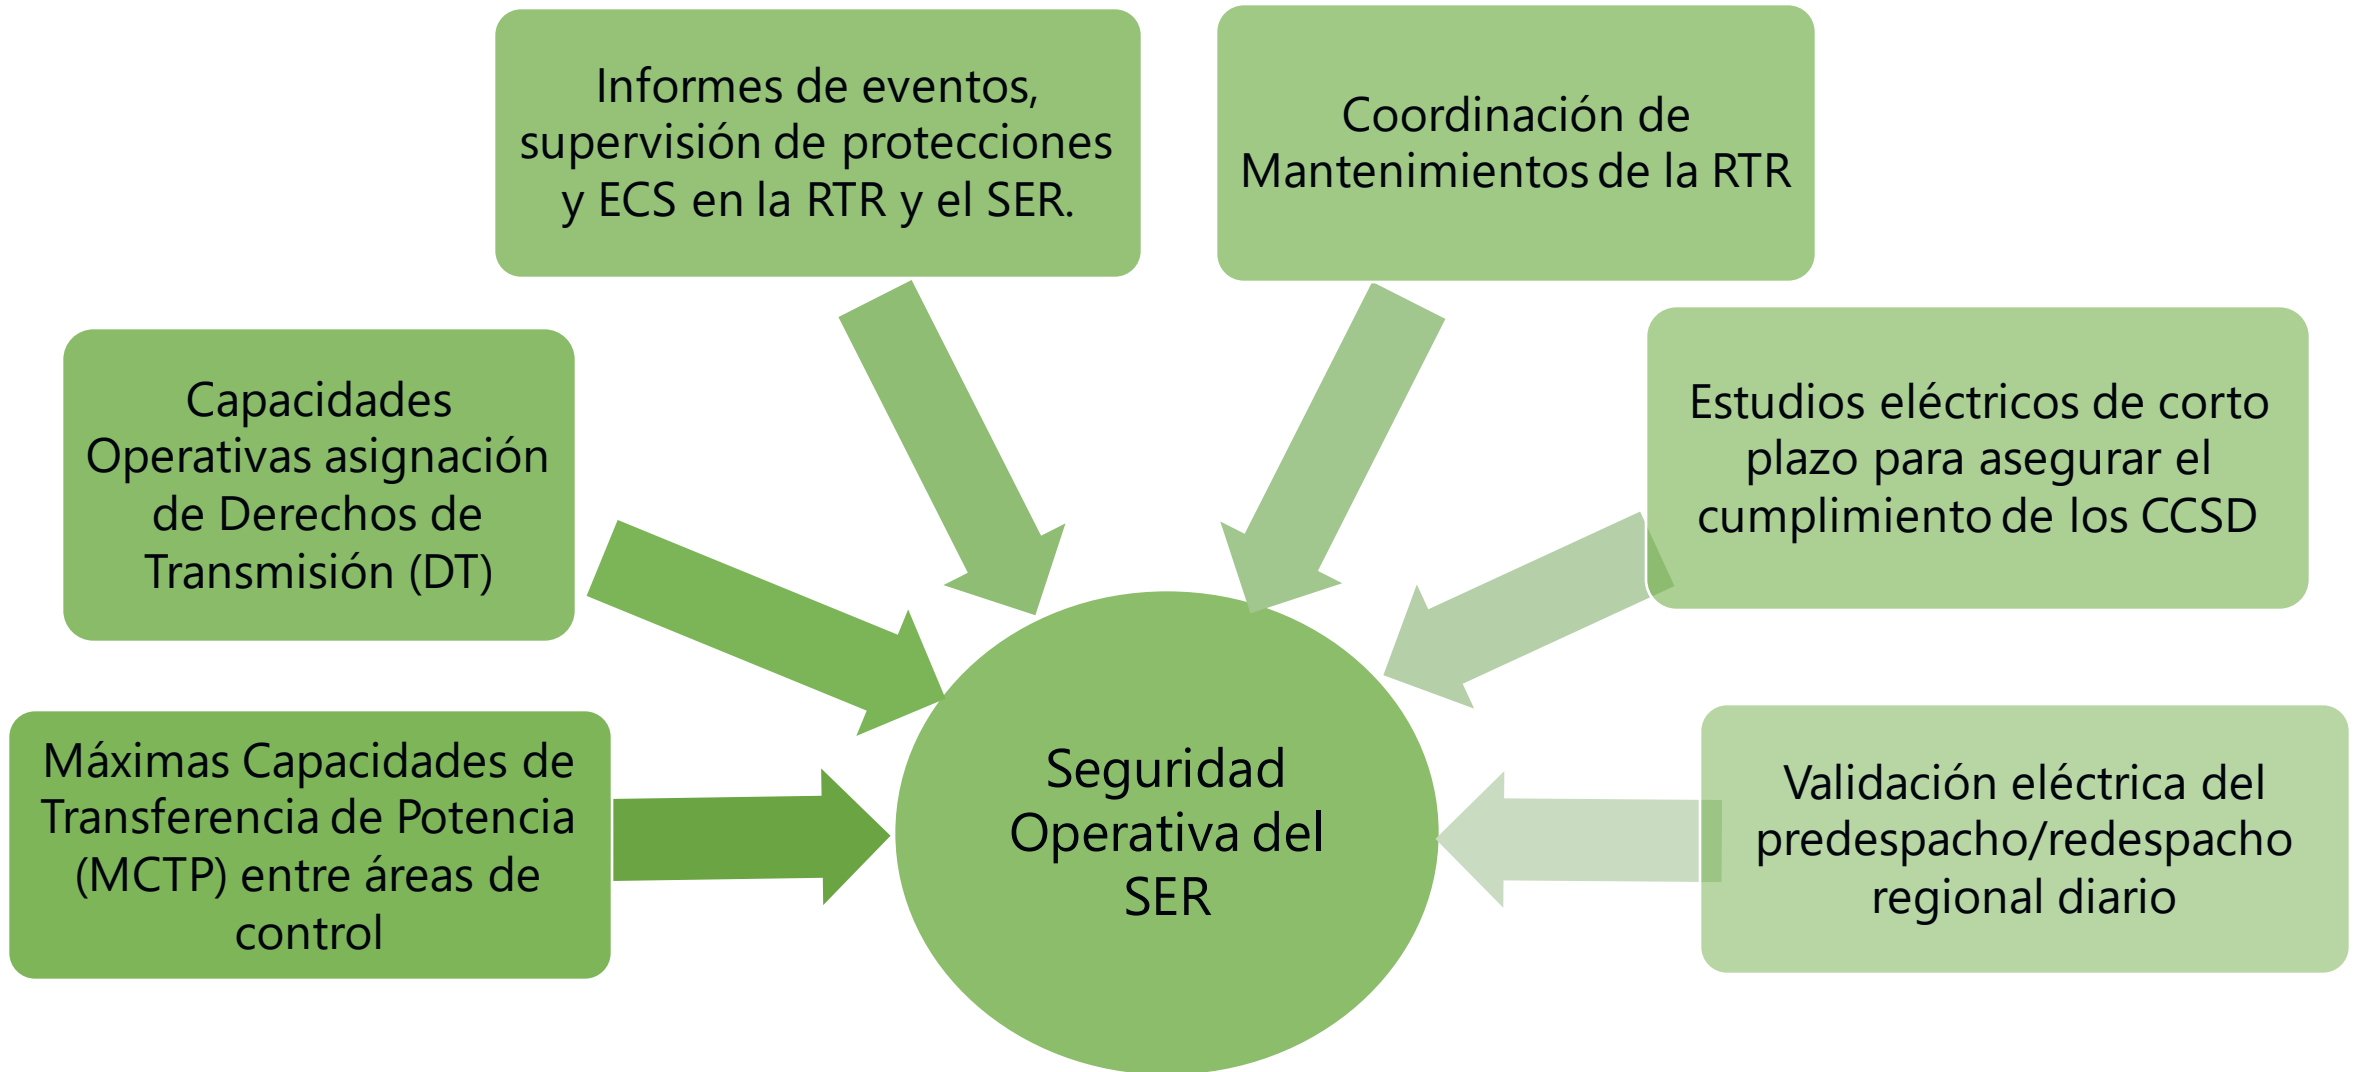 Informes de eventos,
supervisión de protecciones
y ECS en la RTR y el SER.
Coordinación de
Mantenimientos de la RTR
Capacidades
Operativas asignación
de Derechos de
Transmisión (DT)
Estudios eléctricos de corto
plazo para asegurar el
cumplimiento de los CCSD
Máximas Capacidades de
Transferencia de Potencia
(MCTP) entre áreas de
control
Seguridad
Operativa del
SER
Validación eléctrica del
predespacho/redespacho
regional diario